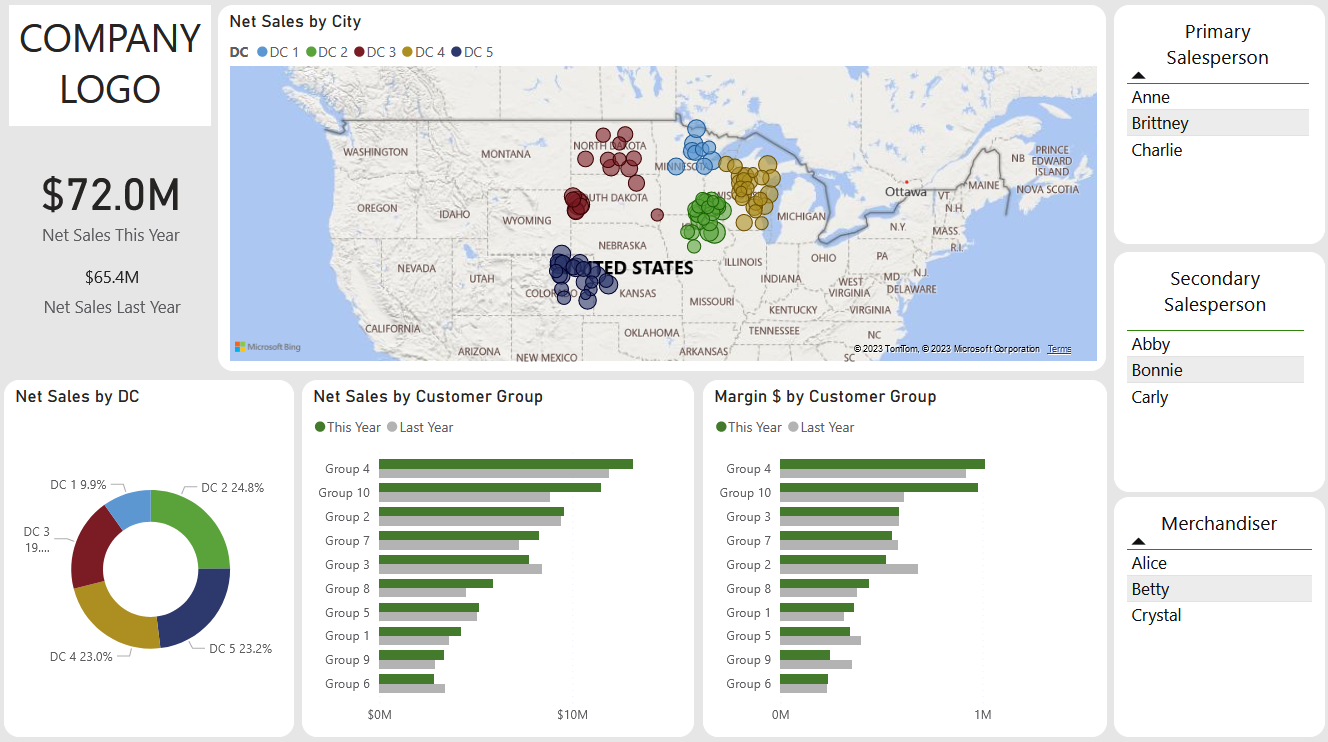 COMPANY
LOGO
$72.0M
Net Sales This Year
$65.4M
Net Sales Last Year
Net Sales by City
DC DC 1 DC 2 DC 3 DC 4 DC 5
WASHINGTON
MONTANA
NORTH DAKOTA
OREGON
IDAHO
WYOMING
NEBRASKA
NEVADA
UTAH
KANSAS
CALIFORNIA
ARIZONA
NEW MEXICO
OKLAHOMA
ARKANSAS
MISSOURI
ILLINOIS
INDIANA
OHIO
MICHIGAN
KENTUCKY
TENNESSEE
WEST
VIRGINIA
VIRGINIA
NC
SC
PA
MD
N.J.
DELAWARE
N.Y.
MASS.
R.I.
VT.
N.H.
MAINE
NB
PRINCE
EDWARD
ISLAND
NOVA SCOTIA
Ottawa
Microsoft Bing
© 2023 TomTom, © 2023 Microsoft Corporation Terms
Primary
Salesperson
Anne
Brittney
Charlie
Secondary
Salesperson
Abby
Bonnie
Carly
Merchandiser
Alice
Betty
Crystal
Net Sales by DC
DC 1 9.9%
DC 2 24.8%
DC 3
19....
DC 4 23.0%
DC 5 23.2%
Net Sales by Customer Group
This Year Last Year
Group 4
Group 10
Group 2
Group 7
Group 3
Group 8
Group 5
Group 1
Group 9
Group 6
$0M $10M
Margin $ by Customer Group
This Year Last Year
Group 4
Group 10
Group 3
Group 7
Group 2
Group 8
Group 1
Group 5
Group 9
Group 6
0M 1M